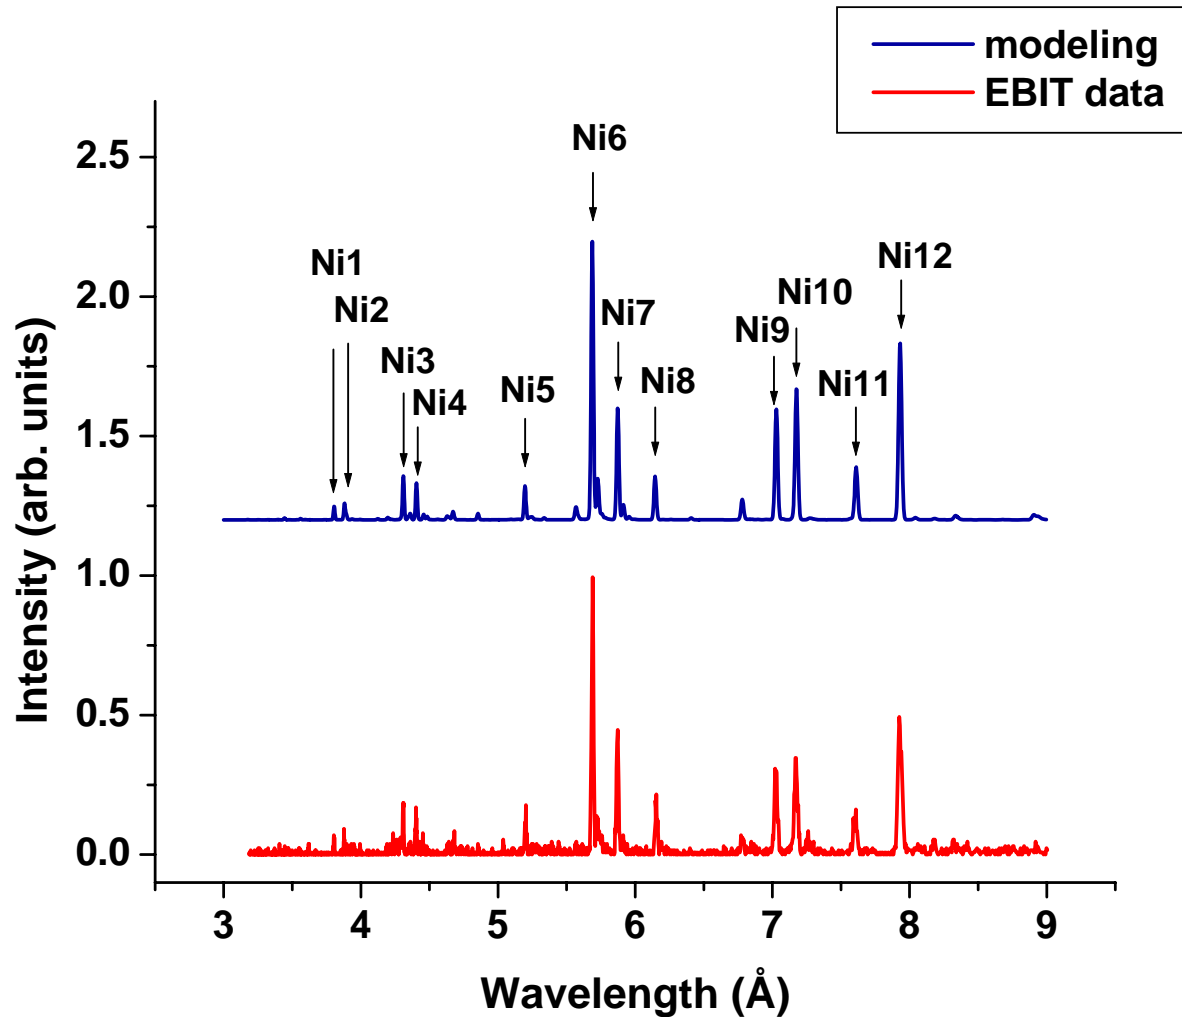 modeling
EBIT data
Ni6
Ni1
Ni2
Ni3
Ni4
Ni5
Ni7
Ni8
Ni9
Ni10
Ni11
Ni12
2.5
2.0
1.5
1.0
0.5
0.0
Intensity (arb. units)
3 4 5 6 7 8 9
Wavelength (Å)